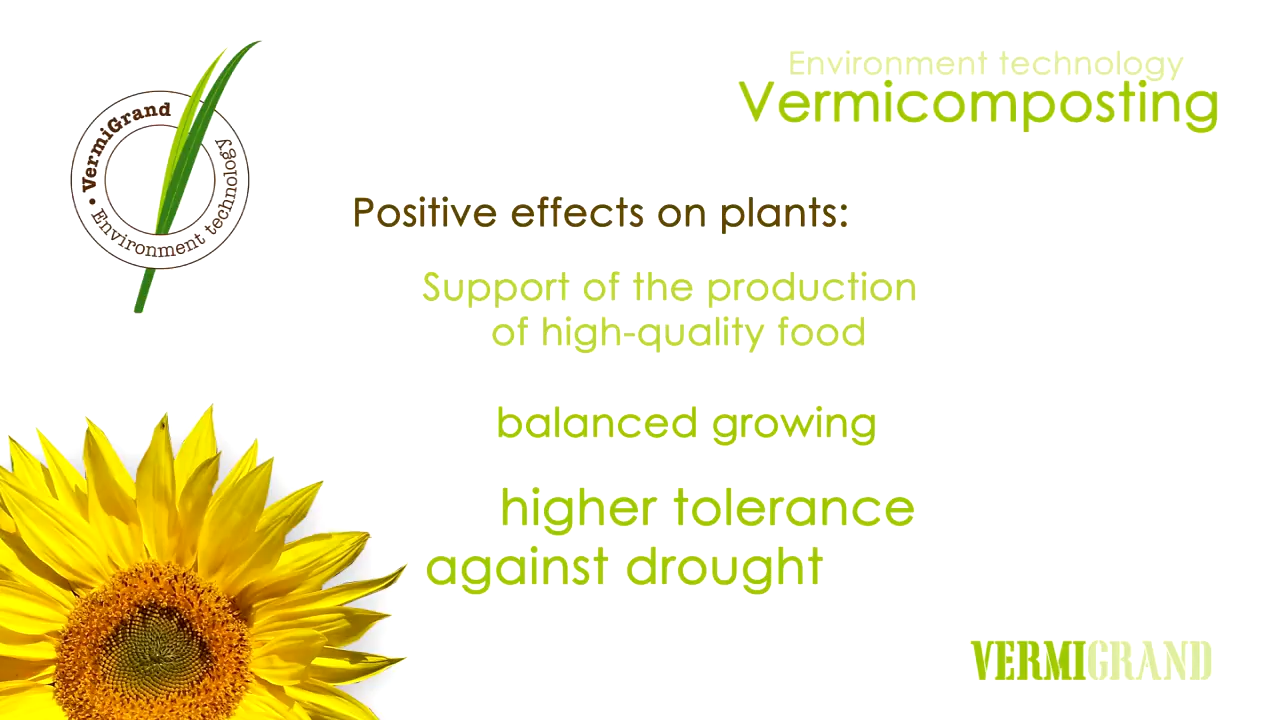 Environment technology
Vermicomposting
• VermiGrand
• Environment technology
Positive effects on plants:
Support of the production
of high-quality food
balanced growing
higher tolerance
against drought
VERMIGRAND